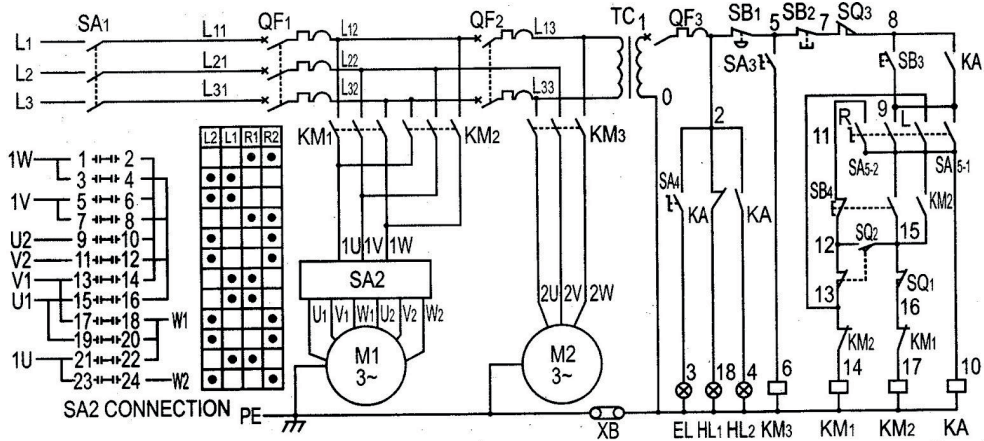 SA1 L11 QF1 L12 QF2 L13 TC 1 QF3 SB1 5 SB2 7 SQ3 8
L1
L21 L22 SA3 SB3 KA
L2
L31 L32 L33 0
L3
2 9
L2 L1 R1 R2 KM1 KM2 KM3 11 R L
1W 1 2 SA5-2 SA5-1
3 4
1V 5 6 SA4 SB4 KM2
7 8 KA KA
U2 9 10 1U 1V 1W 15
V2 11 12 12 SQ2
V1 13 14 SA2
U1 15 16 2U 2V 2W 13 SQ1
17 18 W1 U1 V1 W1 U2 V2 W2 16
19 20 KM2 KM1
1U 21 22 M1 M2
23 24 W2 3~ 3~ 3 18 4 6 14 17 10
SA2 CONNECTION PE
XB EL HL1 HL2 KM3 KM1 KM2 KA